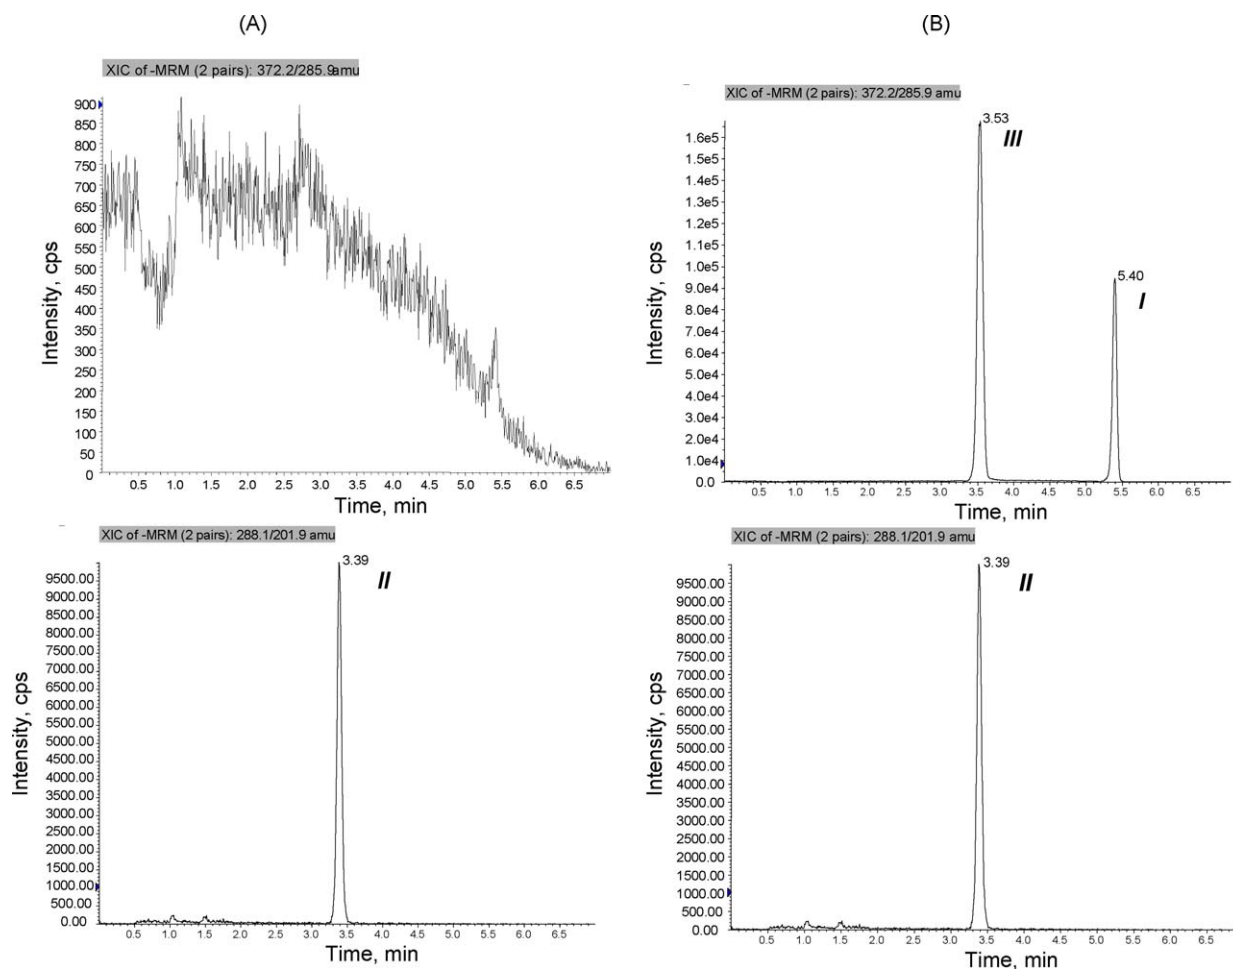 (A)
XIC of -MRM (2 pairs): 372.2/285.9 amu
900
850
800
750
700
650
600
550
500
450
400
350
300
250
200
150
100
50
0
Intensity, cps
0.5 1.0 1.5 2.0 2.5 3.0 3.5 4.0 4.5 5.0 5.5 6.0 6.5
Time, min
(B)
XIC of -MRM (2 pairs): 372.2/285.9 amu
3.53
III
1.6e5
1.5e5
1.4e5
1.3e5
1.2e5
1.1e5
1.0e5
9.0e4
8.0e4
7.0e4
6.0e4
5.0e4
4.0e4
3.0e4
2.0e4
1.0e4
0.0
5.40
I
Intensity, cps
0.5 1.0 1.5 2.0 2.5 3.0 3.5 4.0 4.5 5.0 5.5 6.0 6.5
Time, min
XIC of -MRM (2 pairs): 288.1/201.9 amu
3.39
II
9500.00
9000.00
8500.00
8000.00
7500.00
7000.00
6500.00
6000.00
5500.00
5000.00
4500.00
4000.00
3500.00
3000.00
2500.00
2000.00
1500.00
1000.00
500.00
0.00
Intensity, cps
0.5 1.0 1.5 2.0 2.5 3.0 3.5 4.0 4.5 5.0 5.5 6.0 6.5
Time, min
XIC of -MRM (2 pairs): 288.1/201.9 amu
3.39
II
9500.00
9000.00
8500.00
8000.00
7500.00
7000.00
6500.00
6000.00
5500.00
5000.00
4500.00
4000.00
3500.00
3000.00
2500.00
2000.00
1500.00
1000.00
500.00
0.00
Intensity, cps
0.5 1.0 1.5 2.0 2.5 3.0 3.5 4.0 4.5 5.0 5.5 6.0 6.5
Time, min